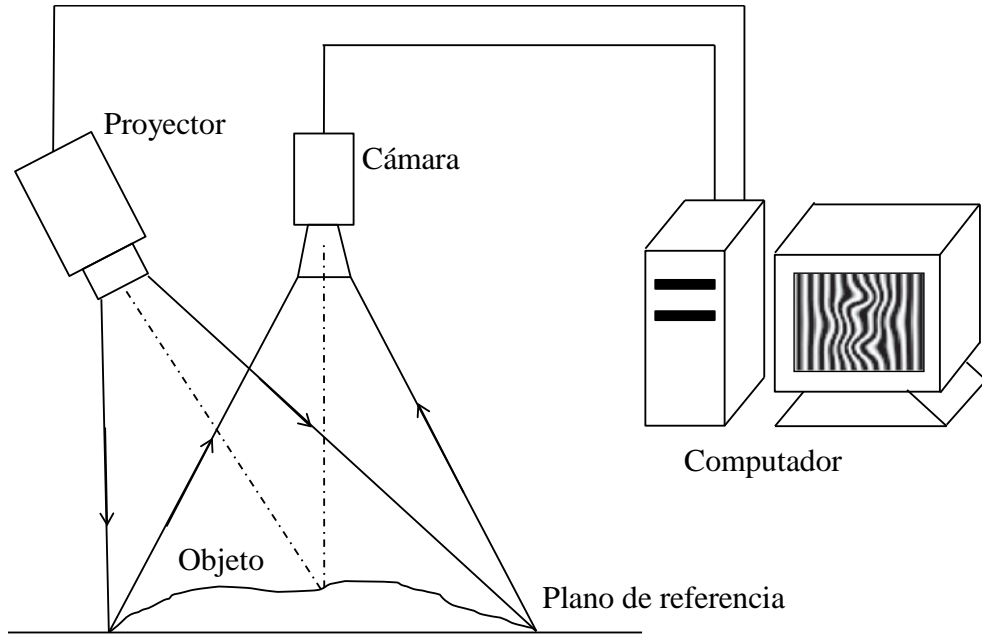 Proyector
Cámara
Computador
Objeto
Plano de referencia